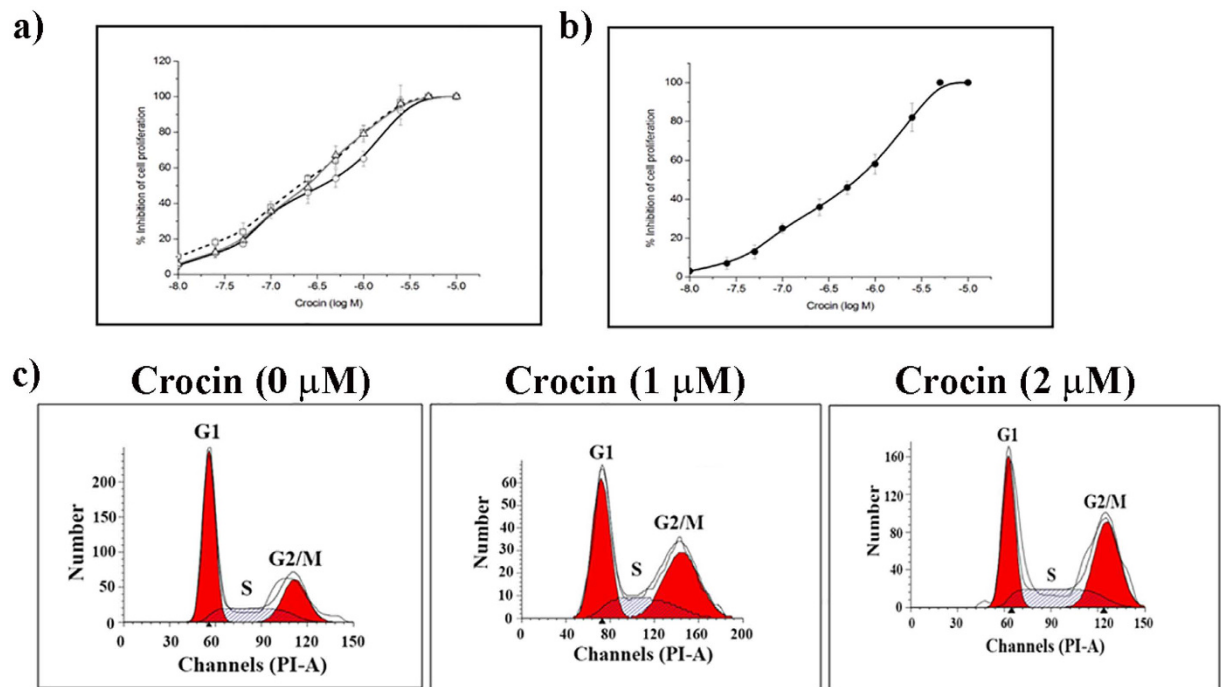 a)
120
100
80
60
40
20
0
% Inhibition of cell proliferation
-8.0 -7.5 -7.0 -6.5 -6.0 -5.5 -5.0
Crocin (log M)
b)
100
80
60
40
20
0
% Inhibition of cell proliferation
-8.0 -7.5 -7.0 -6.5 -6.0 -5.5 -5.0
Crocin (log M)
c)
Crocin (0 μM)
G1
200
150
100
50
0
Number
S
G2/M
0 30 60 90 120 150
Channels (PI-A)
Crocin (1 μM)
G1
60
50
40
30
20
10
0
Number
S
G2/M
0 40 80 120 160 200
Channels (PI-A)
Crocin (2 μM)
G1
160
120
80
40
0
Number
S
G2/M
0 30 60 90 120 150
Channels (PI-A)